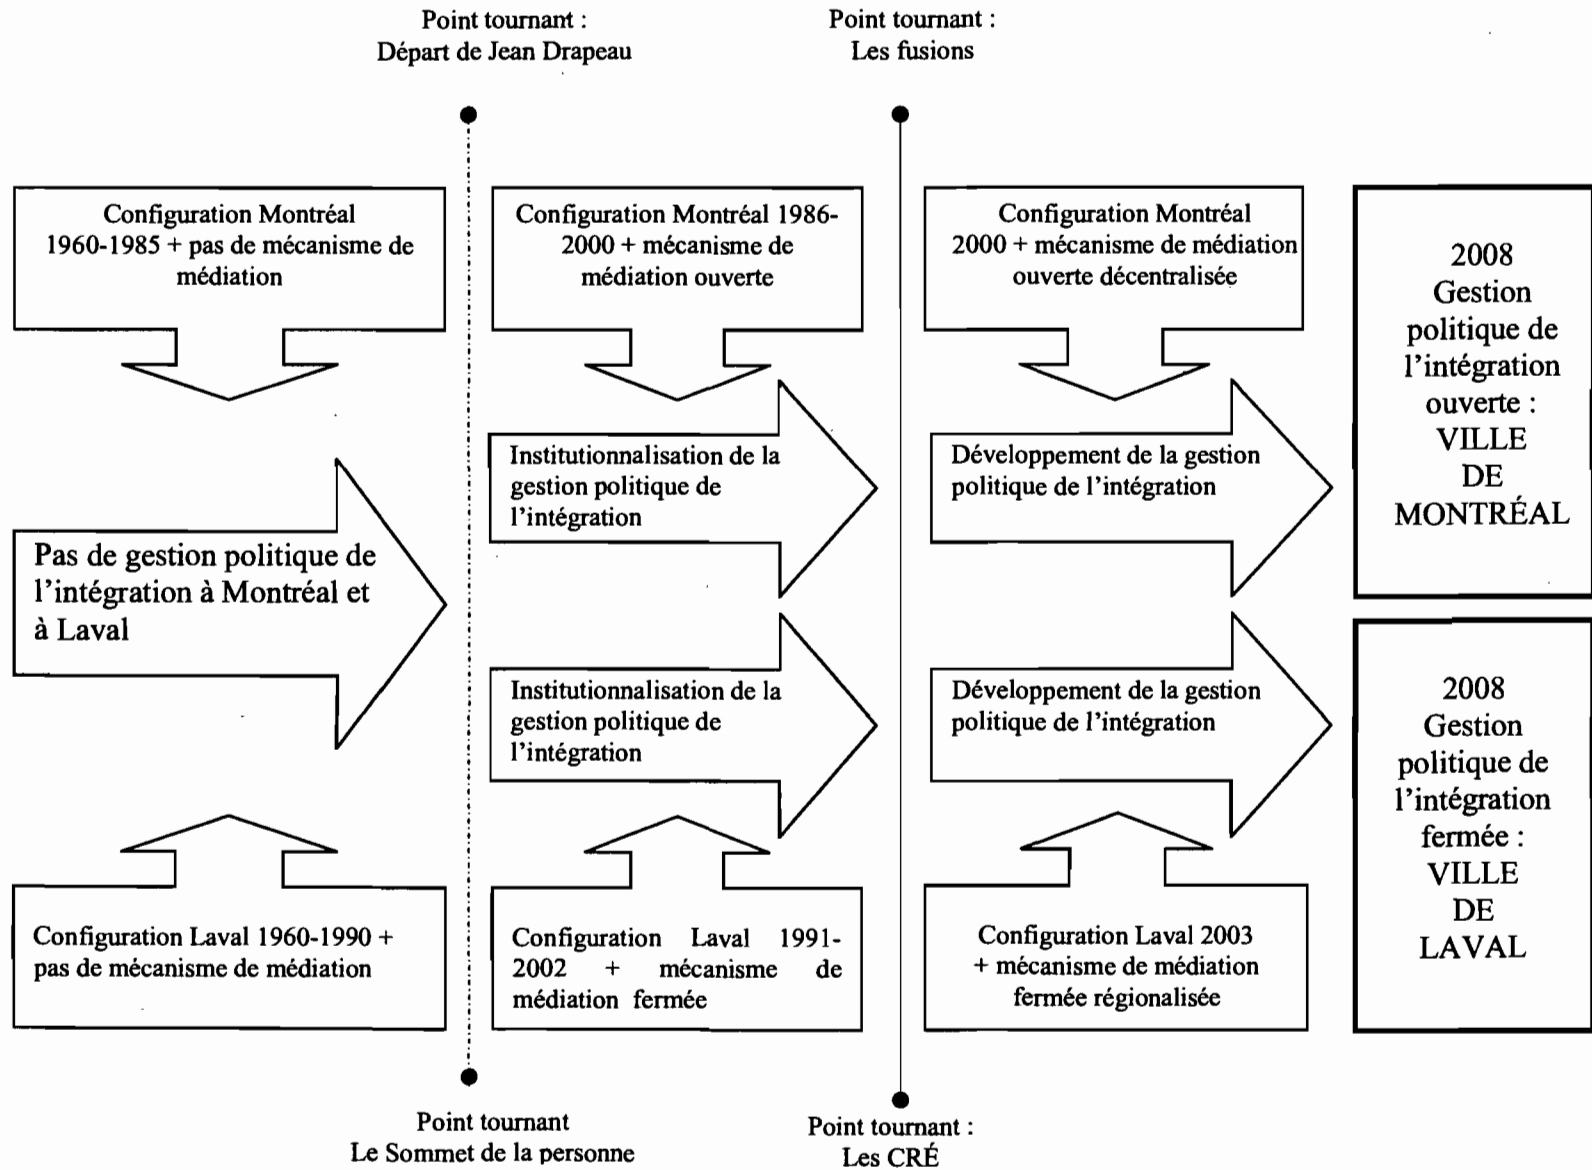 Point tournant :
Départ de Jean Drapeau
Point tournant :
Les fusions
Configuration Montréal
1960-1985 + pas de mécanisme de
médiation
Configuration Montréal 1986-
2000 + mécanisme de
médiation ouverte
Configuration Montréal
2000 + mécanisme de médiation
ouverte décentralisée
2008
Gestion
politique de
l'intégration
ouverte :
VILLE
DE
MONTRÉAL
Institutionnalisation de la
gestion politique de
l'intégration
Développement de la gestion
politique de l'intégration
Pas de gestion politique de
l'intégration à Montréal et
à Laval
Institutionnalisation de la
gestion politique de
l'intégration
Développement de la gestion
politique de l'intégration
2008
Gestion
politique de
l'intégration
fermée :
VILLE
DE
LAVAL
Configuration Laval 1960-1990 +
pas de mécanisme de médiation
Configuration Laval 1991-
2002 + mécanisme de
médiation fermée
Configuration Laval 2003
+ mécanisme de médiation
fermée régionalisée
Point tournant
Le Sommet de la personne
Point tournant :
Les CRÉ